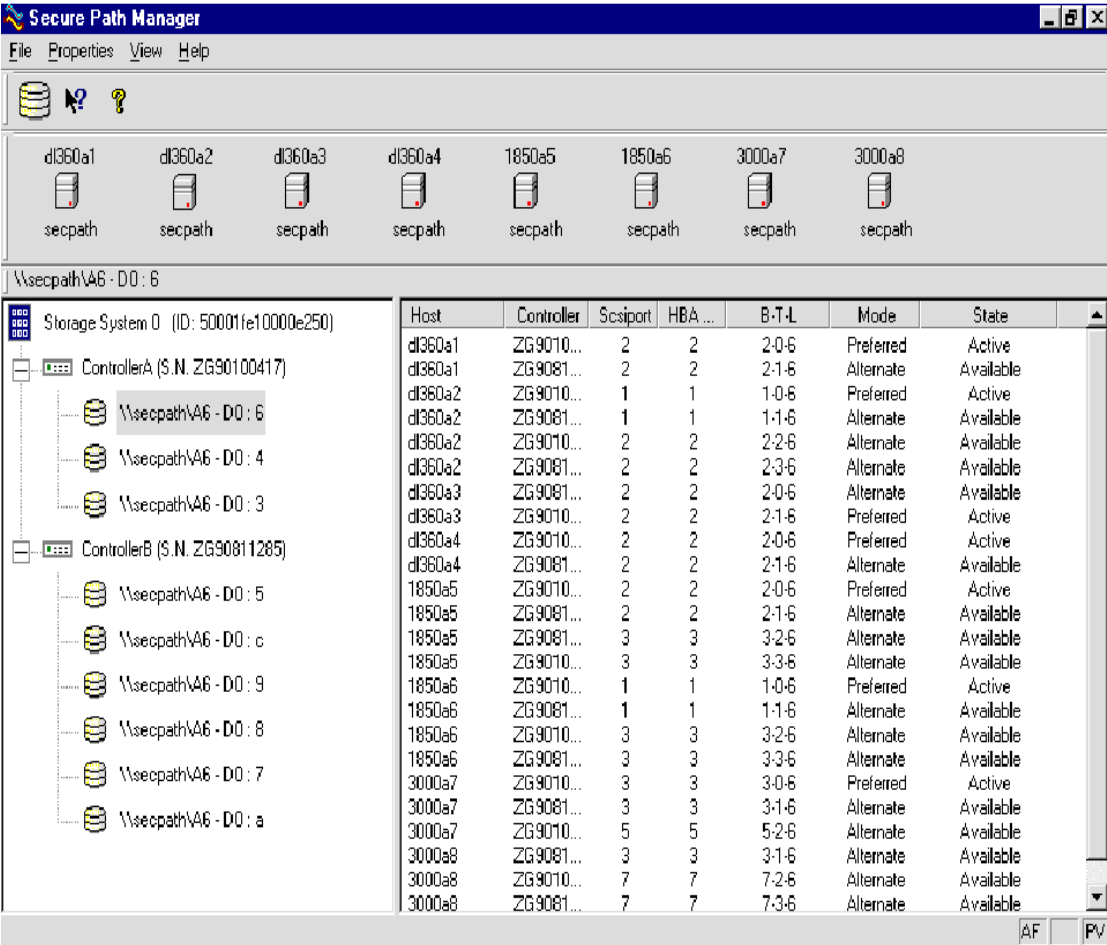 Secure Path Manager
File Properties View Help
dl360a1 dl360a2 dl360a3 dl360a4 1850a5 1850a6 3000a7 3000a8
secpath secpath secpath secpath secpath secpath secpath secpath
\\secpath\A6 - D0 : 6
Storage System 0 (ID: 50001fe10000e250)
ControllerA (S.N. ZG90100417)
\\secpath\A6 - D0 : 6
\\secpath\A6 - D0 : 4
\\secpath\A6 - D0 : 3
ControllerB (S.N. ZG90811285)
\\secpath\A6 - D0 : 5
\\secpath\A6 - D0 : c
\\secpath\A6 - D0 : 9
\\secpath\A6 - D0 : 8
\\secpath\A6 - D0 : 7
\\secpath\A6 - D0 : a
Host Controller Scsiport HBA ... B-T-L Mode State
dl360a1 ZG9010... 2 2 2-0-6 Preferred Active
dl360a1 ZG9081... 2 2 2-1-6 Alternate Available
dl360a2 ZG9010... 1 1 1-0-6 Preferred Active
dl360a2 ZG9081... 1 1 1-1-6 Alternate Available
dl360a2 ZG9010... 2 2 2-2-6 Alternate Available
dl360a2 ZG9081... 2 2 2-3-6 Alternate Available
dl360a3 ZG9081... 2 2 2-0-6 Alternate Available
dl360a3 ZG9010... 2 2 2-1-6 Preferred Active
dl360a4 ZG9010... 2 2 2-0-6 Preferred Active
dl360a4 ZG9081... 2 2 2-1-6 Alternate Available
1850a5 ZG9010... 2 2 2-0-6 Preferred Active
1850a5 ZG9081... 2 2 2-1-6 Alternate Available
1850a5 ZG9081... 3 3 3-2-6 Alternate Available
1850a5 ZG9010... 3 3 3-3-6 Alternate Available
1850a6 ZG9010... 1 1 1-0-6 Preferred Active
1850a6 ZG9081... 1 1 1-1-6 Alternate Available
1850a6 ZG9010... 3 3 3-2-6 Alternate Available
1850a6 ZG9081... 3 3 3-3-6 Alternate Available
3000a7 ZG9010... 3 3 3-0-6 Preferred Active
3000a7 ZG9081... 3 3 3-1-6 Alternate Available
3000a7 ZG9010... 5 5 5-2-6 Alternate Available
3000a8 ZG9081... 3 3 3-1-6 Alternate Available
3000a8 ZG9010... 7 7 7-2-6 Alternate Available
3000a8 ZG9081... 7 7 7-3-6 Alternate Available
AF PV